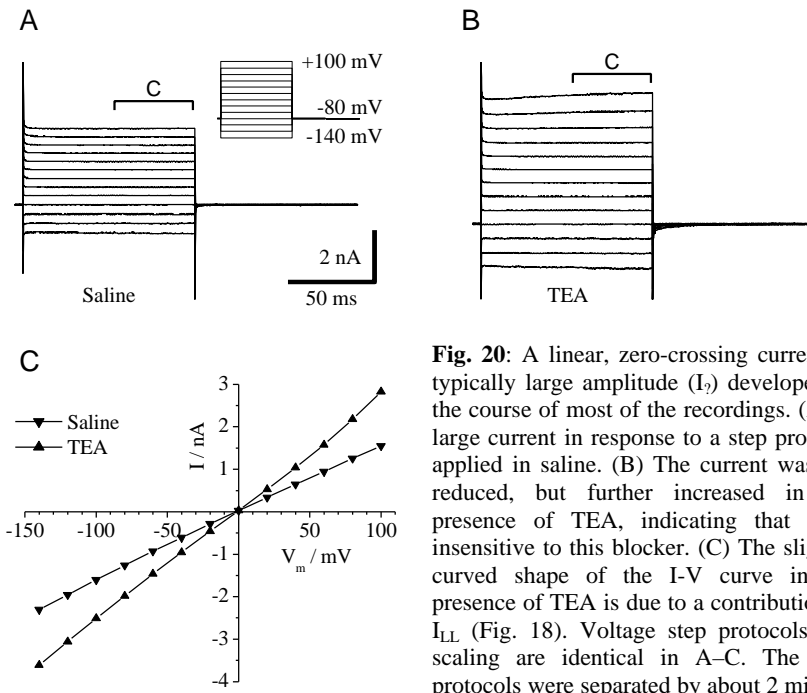 A
B
C
C
+100 mV
-80 mV
-140 mV
2 nA
50 ms
Saline
TEA
C
Saline
TEA
I / nA
3
2
1
-1
-2
-3
-4
-150
-100
-50
50
100
V_m / mV
Fig. 20: A linear, zero-crossing curre
typically large amplitude (I_?) develope
the course of most of the recordings. (
large current in response to a step pro
applied in saline. (B) The current was
reduced, but further increased in
presence of TEA, indicating that
insensitive to this blocker. (C) The slig
curved shape of the I-V curve in
presence of TEA is due to a contributio
I_LL (Fig. 18). Voltage step protocols
scaling are identical in A–C. The
protocols were separated by about 2 mi